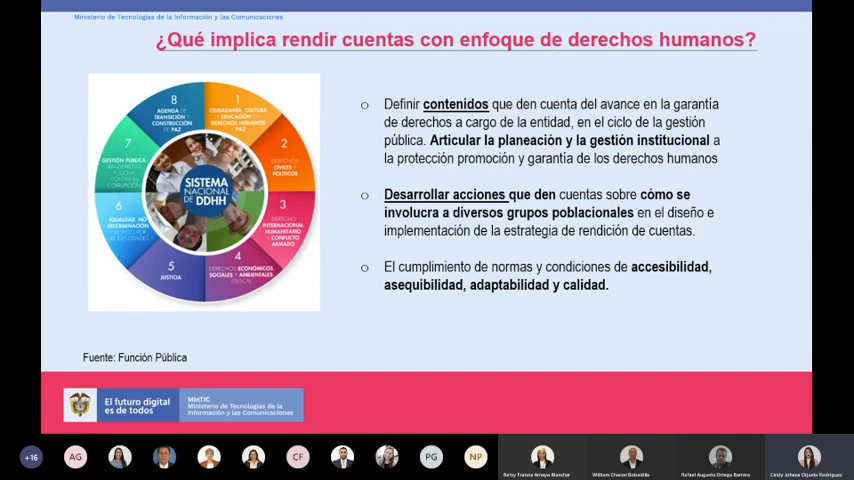 Ministerio de Tecnologías de la Información y las Comunicaciones
¿Qué implica rendir cuentas con enfoque de derechos humanos?
8
AGENDA DE
TRANSICIÓN Y
CONSTRUCCIÓN
DE PAZ
1
CIUDADANÍA, CULTURA
Y EDUCACIÓN EN
DERECHOS HUMANOS
Y PAZ
2
DERECHOS
CIVILES Y
POLÍTICOS
3
DERECHO
INTERNACIONAL
HUMANITARIO Y
CONFLICTO
ARMADO
4
DERECHOS ECONÓMICOS
SOCIALES Y AMBIENTALES
(DESCA)
5
JUSTICIA
6
IGUALDAD NO
DISCRIMINACIÓN
Y RESPETO POR
LAS IDENTIDADES
7
GESTIÓN PÚBLICA
TRANSPARENTE
Y LUCHA
CONTRA LA
CORRUPCIÓN
SISTEMA
NACIONAL
DE DDHH
Definir contenidos que den cuenta del avance en la garantía
de derechos a cargo de la entidad, en el ciclo de la gestión
pública. Articular la planeación y la gestión institucional a
la protección promoción y garantía de los derechos humanos
Desarrollar acciones que den cuentas sobre cómo se
involucra a diversos grupos poblacionales en el diseño e
implementación de la estrategia de rendición de cuentas.
El cumplimiento de normas y condiciones de accesibilidad,
asequibilidad, adaptabilidad y calidad.
Fuente: Función Pública
El futuro digital
es de todos
MinTIC
Ministerio de Tecnologías de la
Información y las Comunicaciones
+16
AG
CF
PG
NP
Betsy Francia Amaya Blanchar
William Chacon Bobadilla
Rafael Augusto Ortega Barrera
Cindy Johana Orjuela Rodriguez